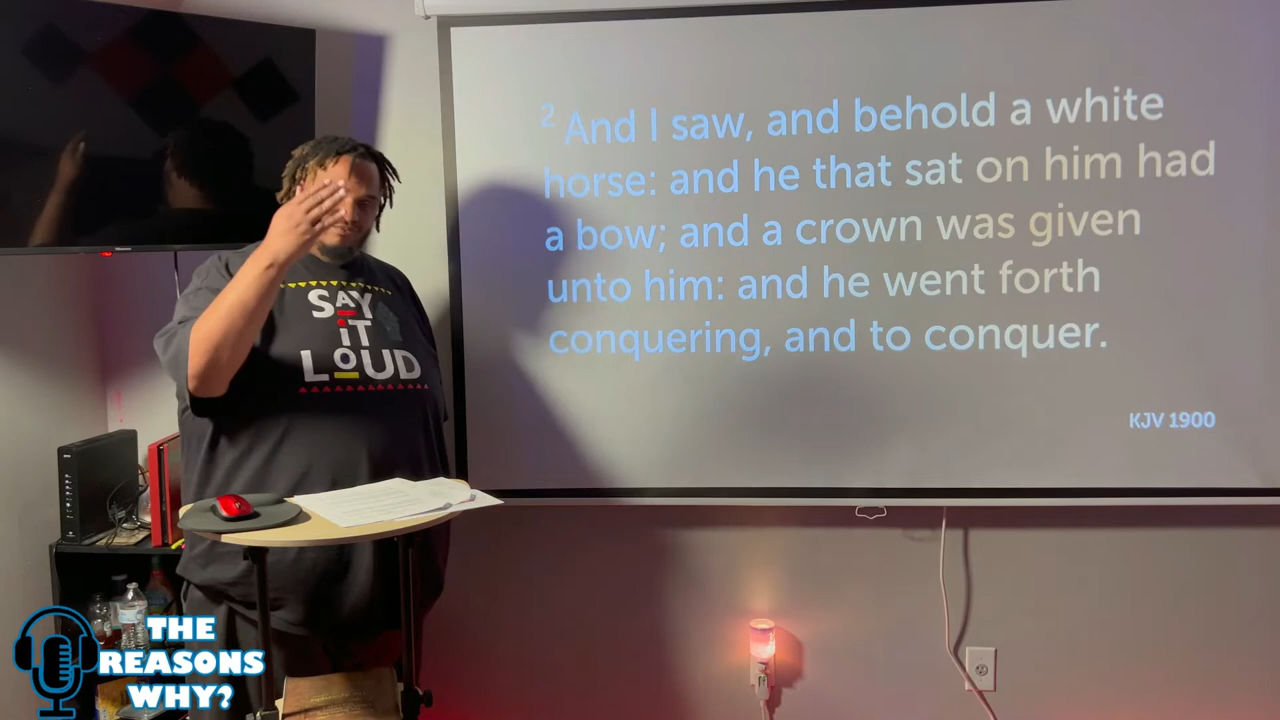 2 And I saw, and behold a white
horse: and he that sat on him had
a bow; and a crown was given
unto him: and he went forth
conquering, and to conquer.
KJV 1900
SAY
iT
LOUD
THE
REASONS
WHY?